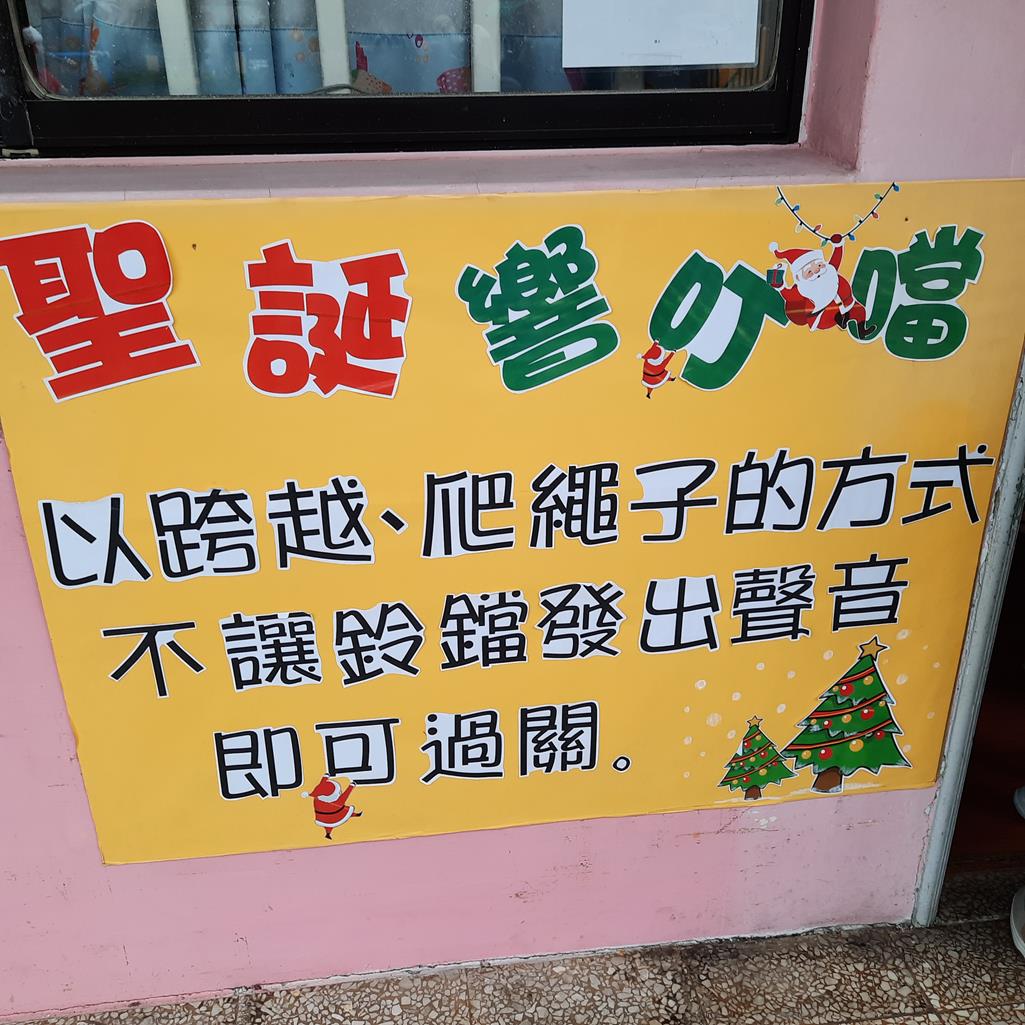 聖誕響叮噹
以跨越、爬繩子的方式
不讓鈴鐺發出聲音
即可過關。